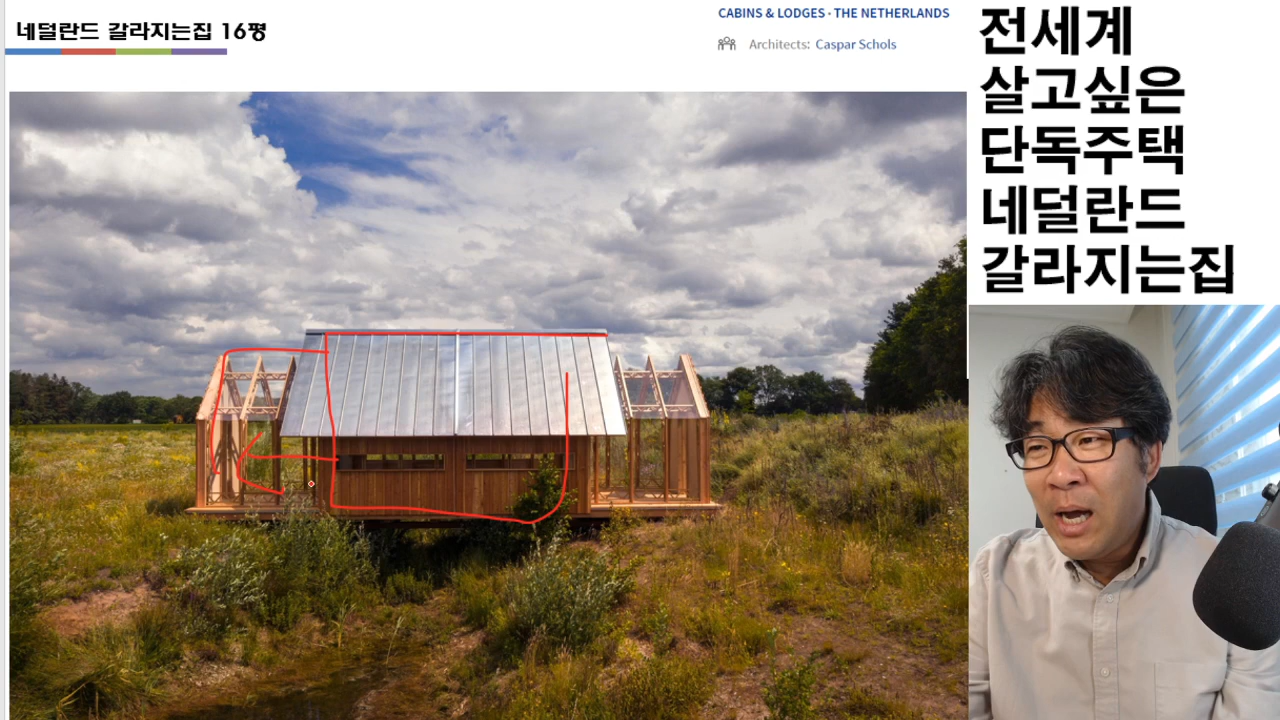 네덜란드 갈라지는집 16평
CABINS & LODGES · THE NETHERLANDS
Architects: Caspar Schols
전세계
살고싶은
단독주택
네덜란드
갈라지는집